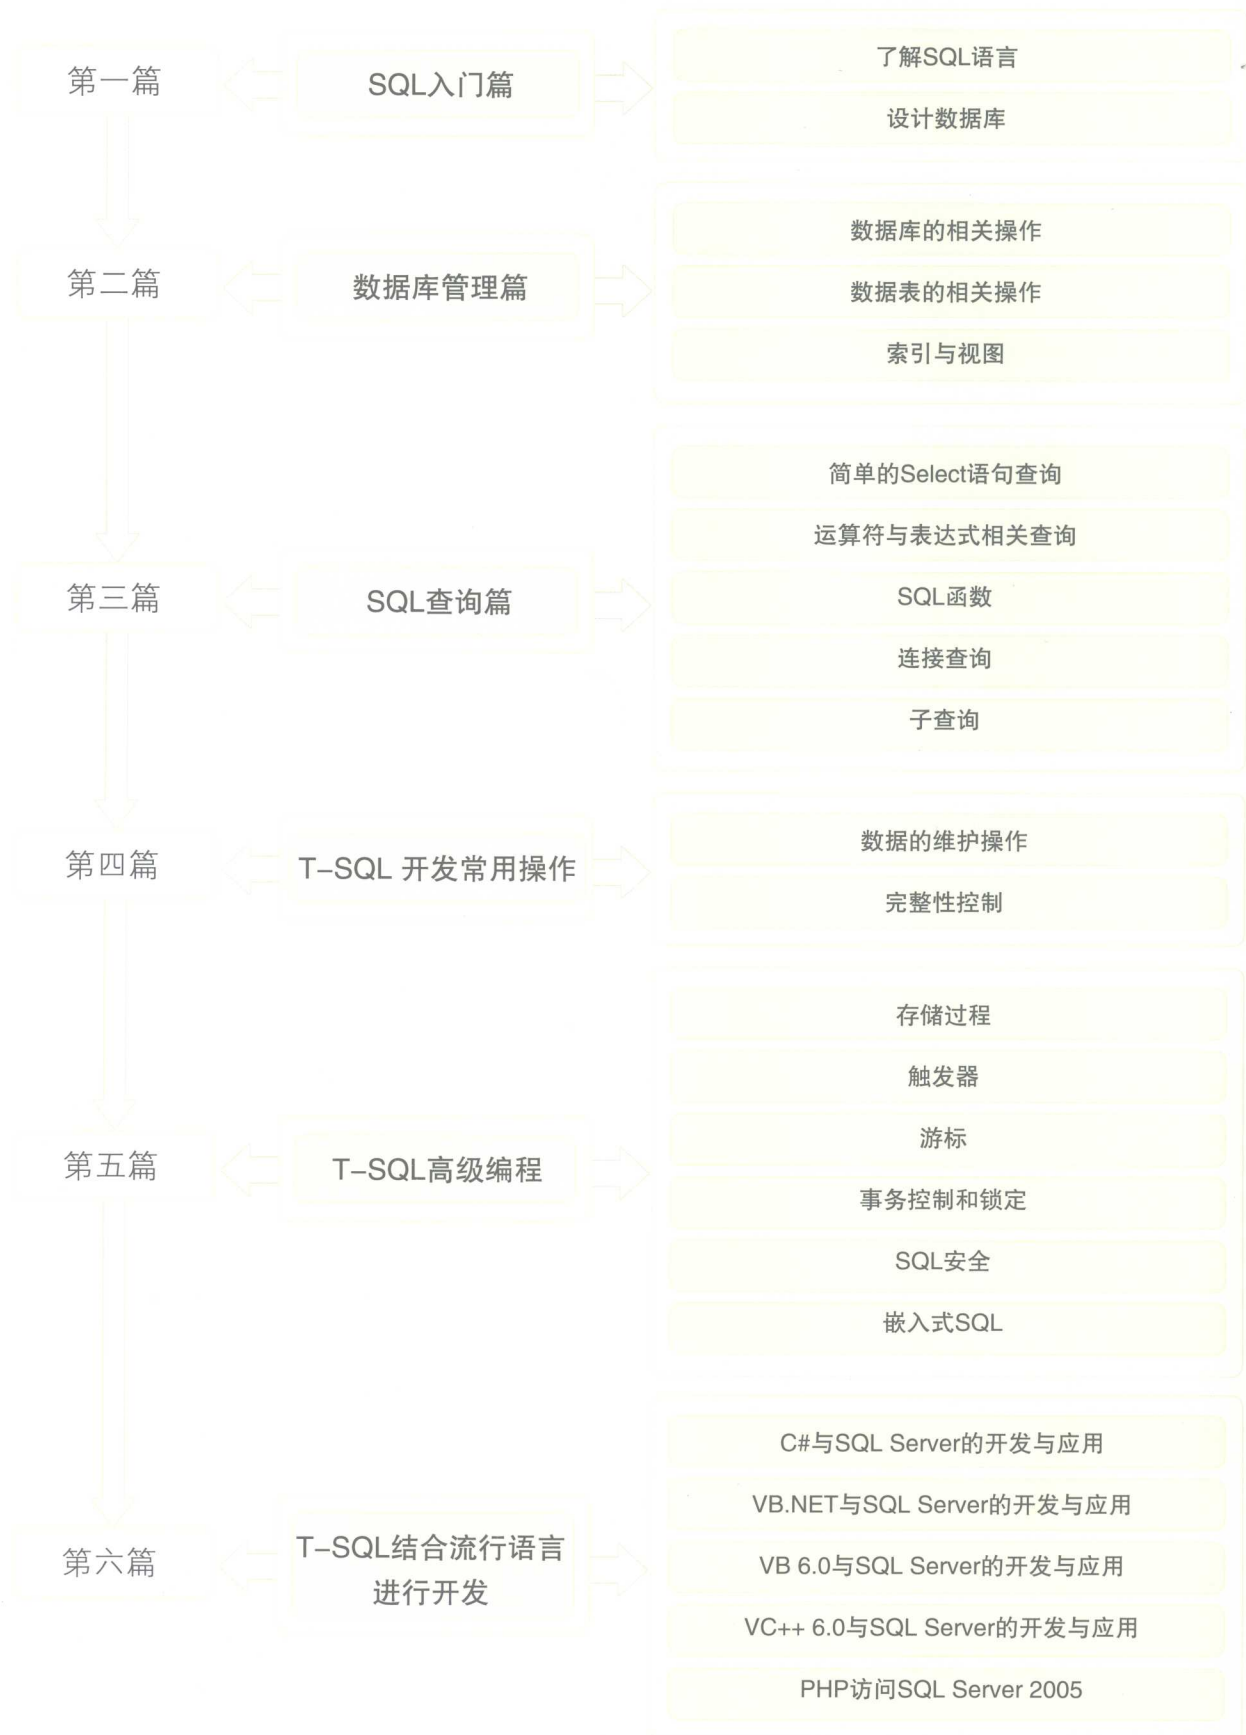 第一篇
SQL入门篇
了解SQL语言
设计数据库
第二篇
数据库管理篇
数据库的相关操作
数据表的相关操作
索引与视图
第三篇
SQL查询篇
简单的Select语句查询
运算符与表达式相关查询
SQL函数
连接查询
子查询
第四篇
T-SQL 开发常用操作
数据的维护操作
完整性控制
第五篇
T-SQL高级编程
存储过程
触发器
游标
事务控制和锁定
SQL安全
嵌入式SQL
第六篇
T-SQL结合流行语言
进行开发
C#与SQL Server的开发与应用
VB.NET与SQL Server的开发与应用
VB 6.0与SQL Server的开发与应用
VC++ 6.0与SQL Server的开发与应用
PHP访问SQL Server 2005